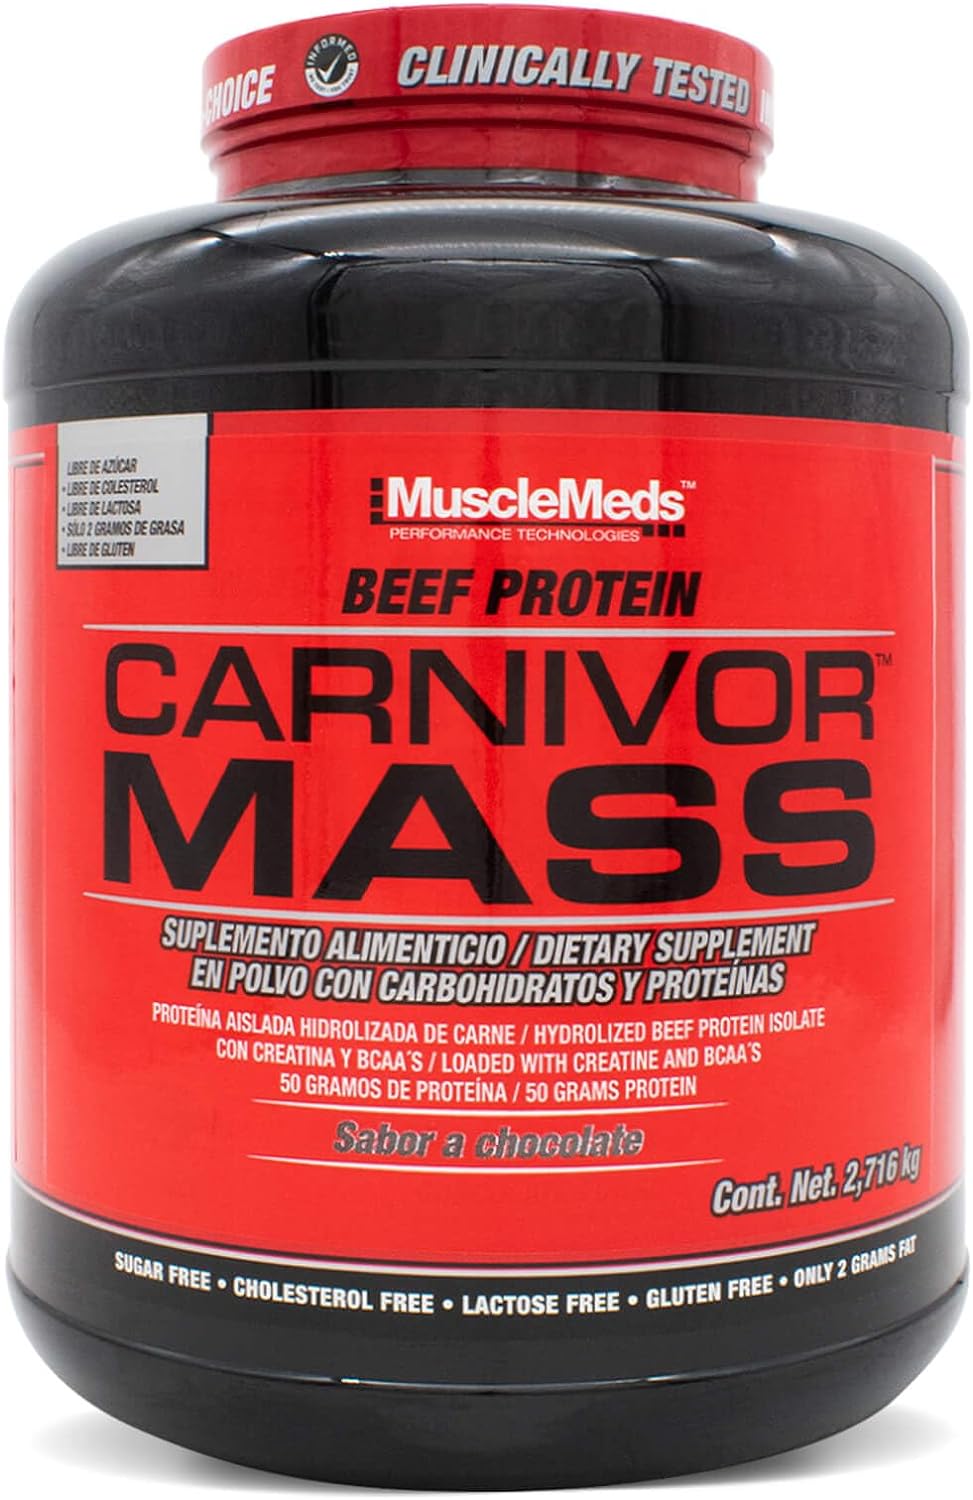 CHOICE
INFORMED
CLINICALLY TESTED
LIBRE DE AZÚCAR
• LIBRE DE COLESTEROL
• LIBRE DE LACTOSA
• SÓLO 2 GRAMOS DE GRASA
• LIBRE DE GLUTEN
MuscleMeds™
PERFORMANCE TECHNOLOGIES
BEEF PROTEIN
CARNIVOR™
MASS
SUPLEMENTO ALIMENTICIO / DIETARY SUPPLEMENT
EN POLVO CON CARBOHIDRATOS Y PROTEÍNAS
PROTEÍNA AISLADA HIDROLIZADA DE CARNE / HYDROLIZED BEEF PROTEIN ISOLATE
CON CREATINA Y BCAA´S / LOADED WITH CREATINE AND BCAA´S
50 GRAMOS DE PROTEÍNA / 50 GRAMS PROTEIN
Sabor a chocolate
Cont. Net. 2,716 kg
SUGAR FREE • CHOLESTEROL FREE • LACTOSE FREE • GLUTEN FREE • ONLY 2 GRAMS FAT